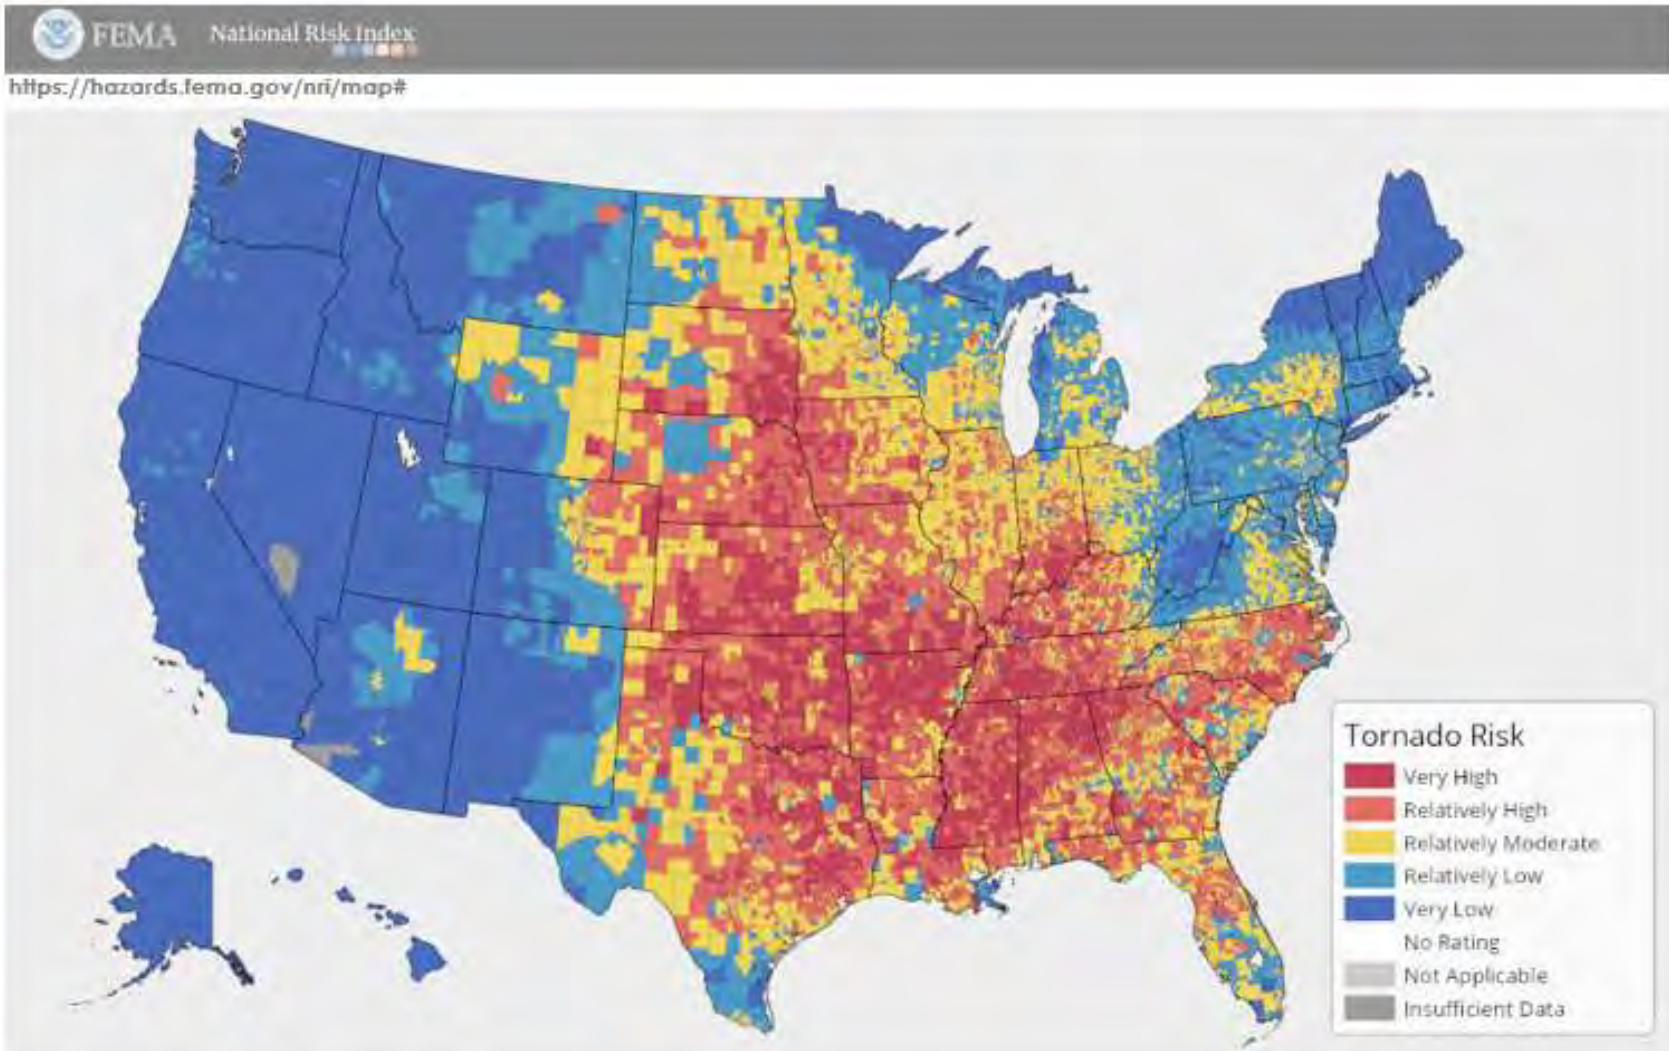 FEMA National Risk Index
https://hazards.fema.gov/nri/map#
Tornado Risk
Very High
Relatively High
Relatively Moderate
Relatively Low
Very Low
No Rating
Not Applicable
Insufficient Data